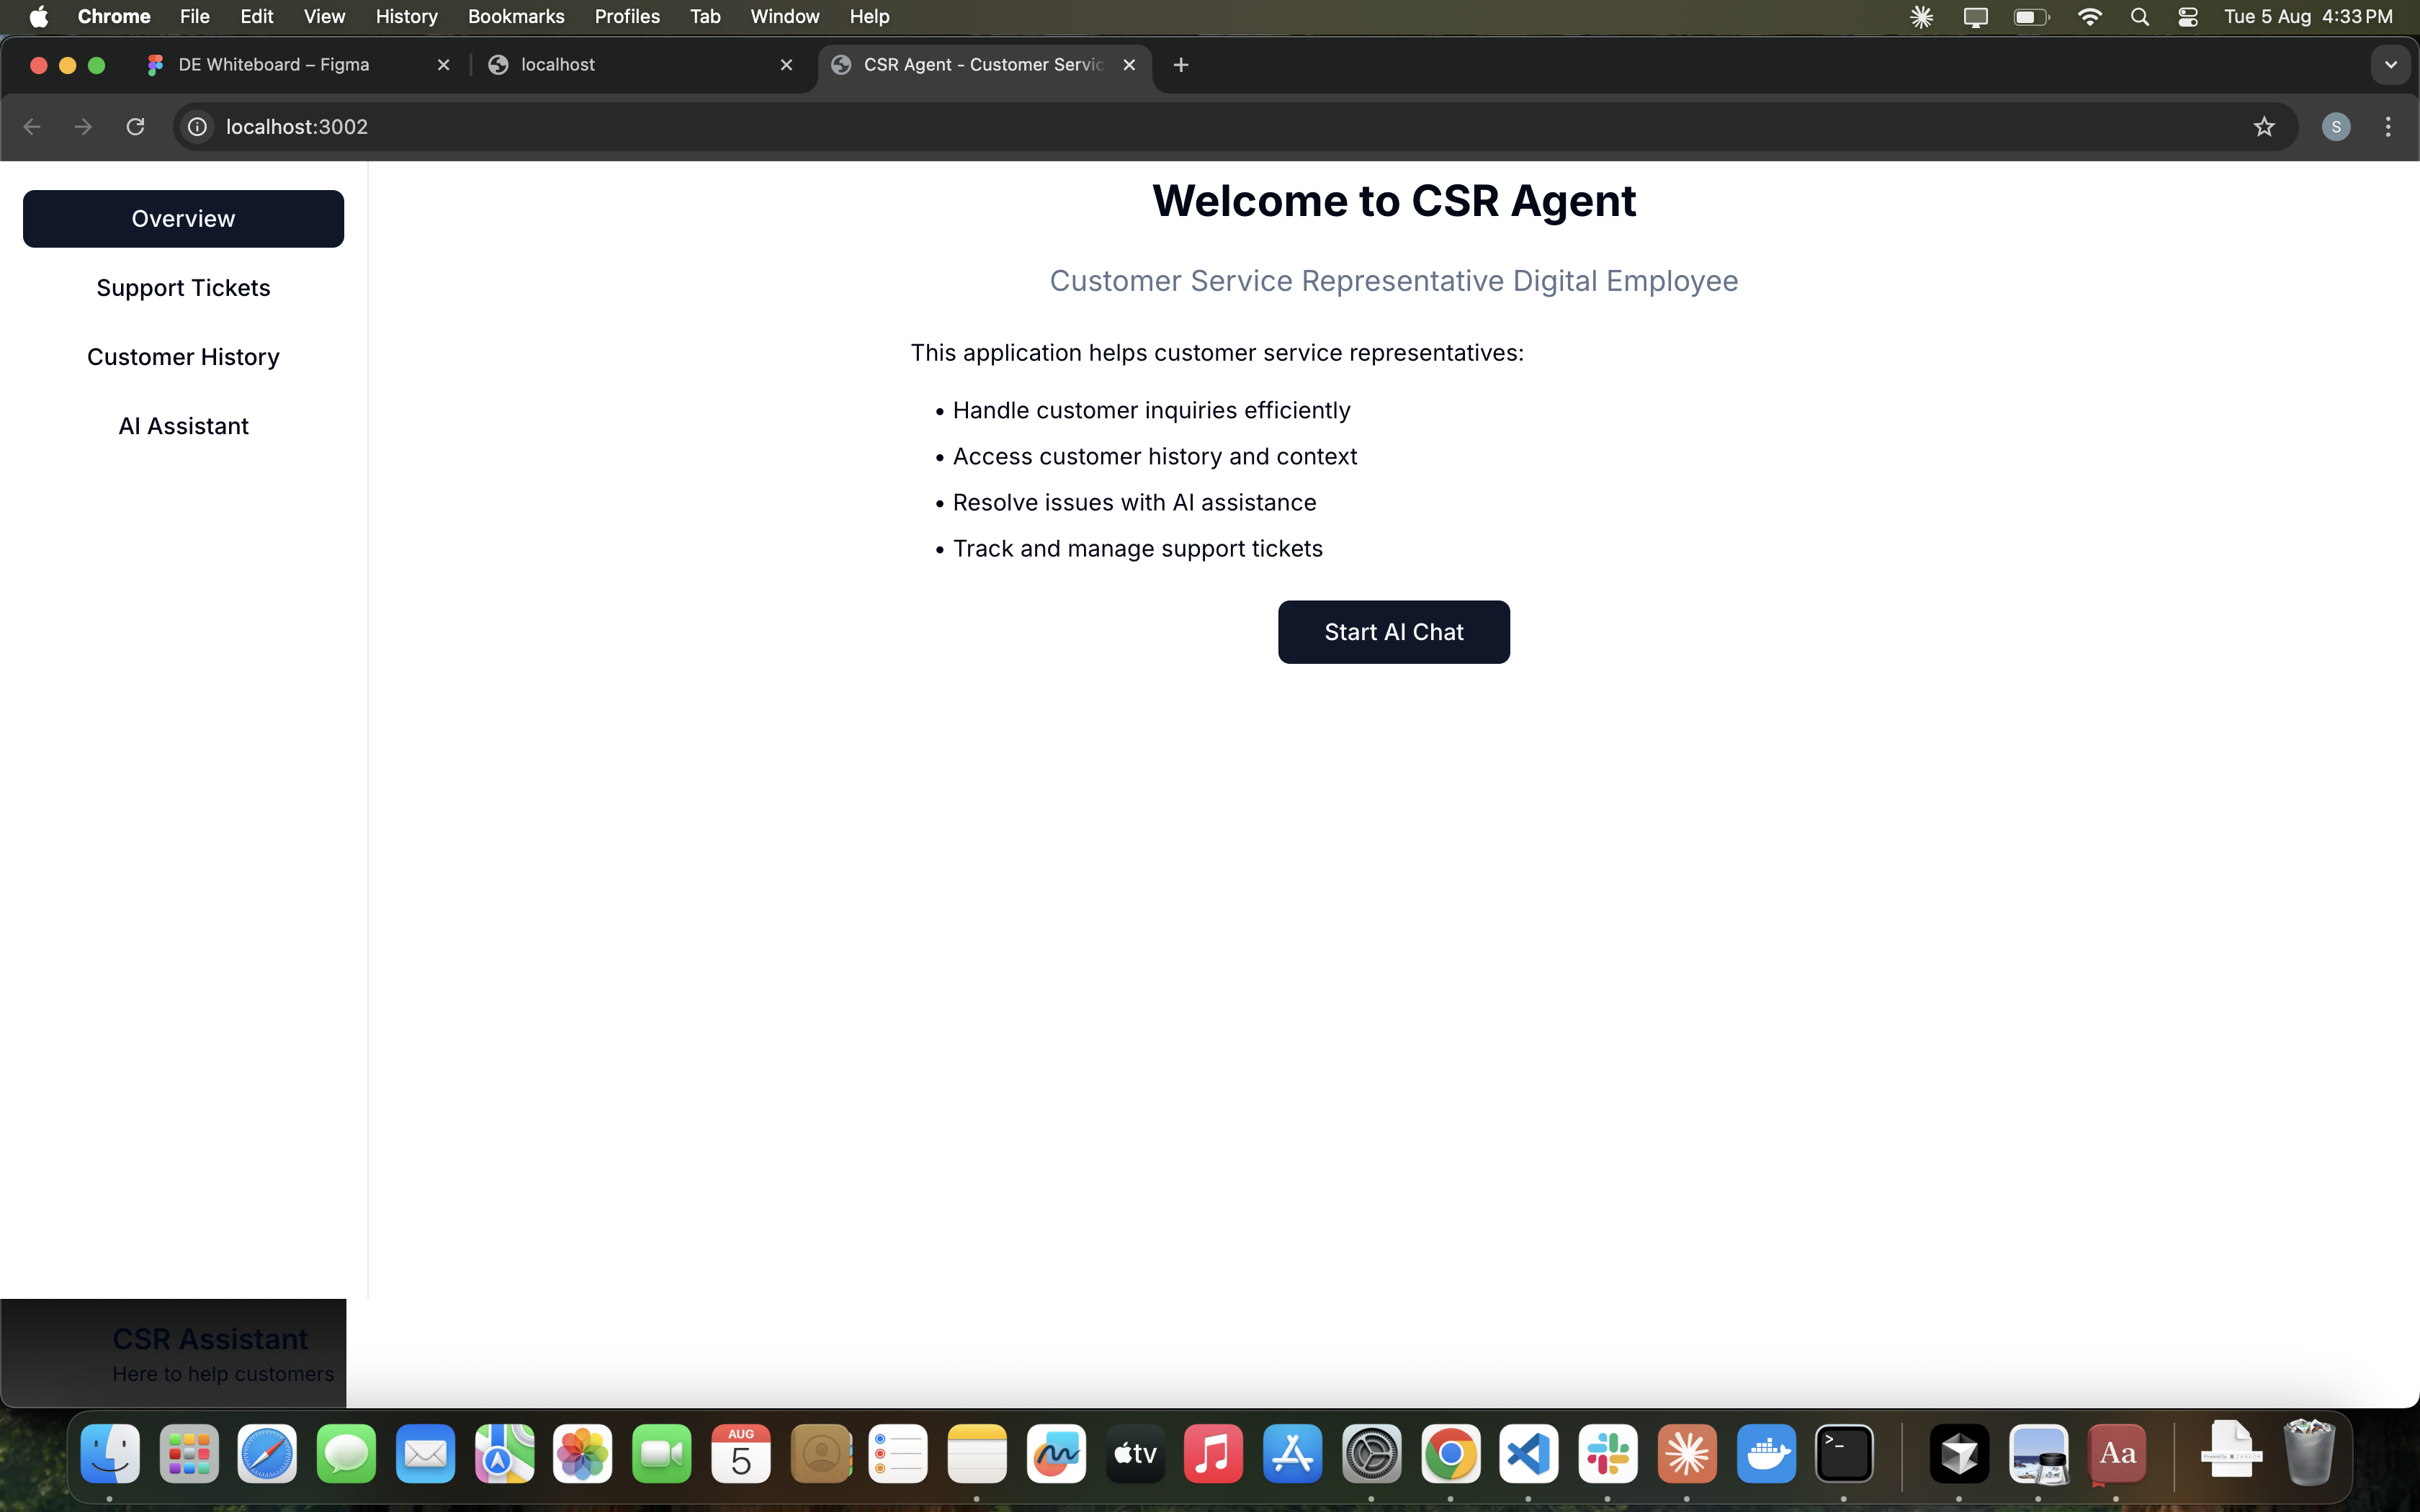 Chrome File Edit View History Bookmarks Profiles Tab Window Help Tue 5 Aug 4:33 PM
DE Whiteboard – Figma localhost CSR Agent - Customer Servic
localhost:3002 S
Overview
Support Tickets
Customer History
AI Assistant
Welcome to CSR Agent
Customer Service Representative Digital Employee
This application helps customer service representatives:
• Handle customer inquiries efficiently
• Access customer history and context
• Resolve issues with AI assistance
• Track and manage support tickets
Start AI Chat
CSR Assistant
Here to help customers
AUG
5
tv
>_
Aa